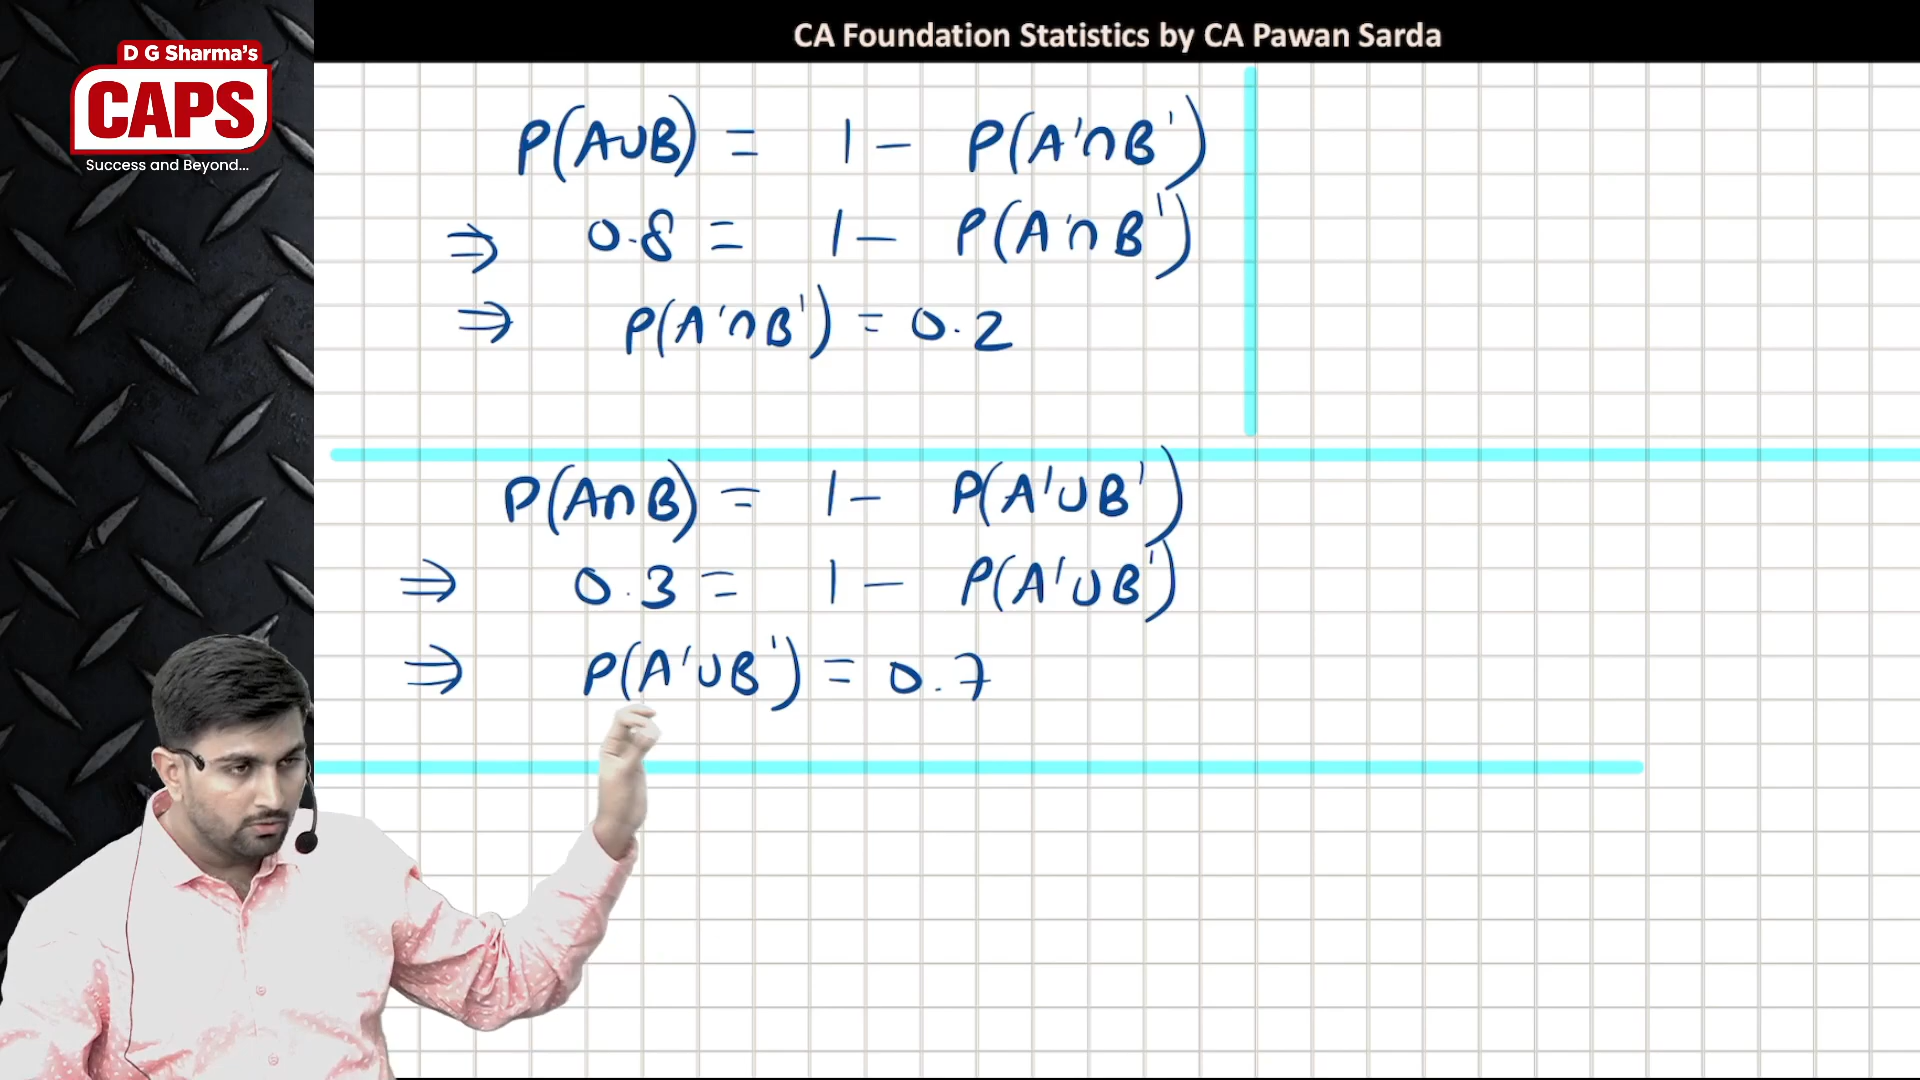 CA Foundation Statistics by CA Pawan Sarda
D G Sharma's
CAPS
Success and Beyond...
P(A∪B) = 1 - P(A'∩B')
⇒ 0.8 = 1 - P(A'∩B')
⇒ P(A'∩B') = 0.2
P(A∩B) = 1 - P(A'∪B')
⇒ 0.3 = 1 - P(A'∪B')
⇒ P(A'∪B') = 0.7